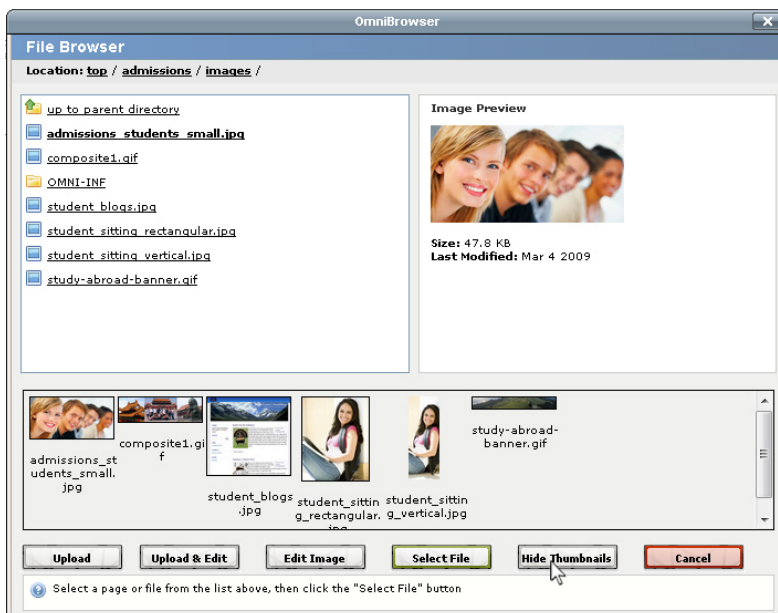 OmniBrowser
File Browser
Location: top / admissions / images /
up to parent directory
admissions_students_small.jpg
composite1.gif
OMNI-INF
student_blogs.jpg
student_sitting_rectangular.jpg
student_sitting_vertical.jpg
study-abroad-banner.gif
Image Preview
Size: 47.8 KB
Last Modified: Mar 4 2009
admissions_st
udents_small.
jpg
composite1.gi
f
student_blogs
.jpg
student_sittin
g_rectangular.
jpg
student_sittin
g_vertical.jpg
study-abroad-
banner.gif
Upload
Upload & Edit
Edit Image
Select File
Hide Thumbnails
Cancel
Select a page or file from the list above, then click the "Select File" button